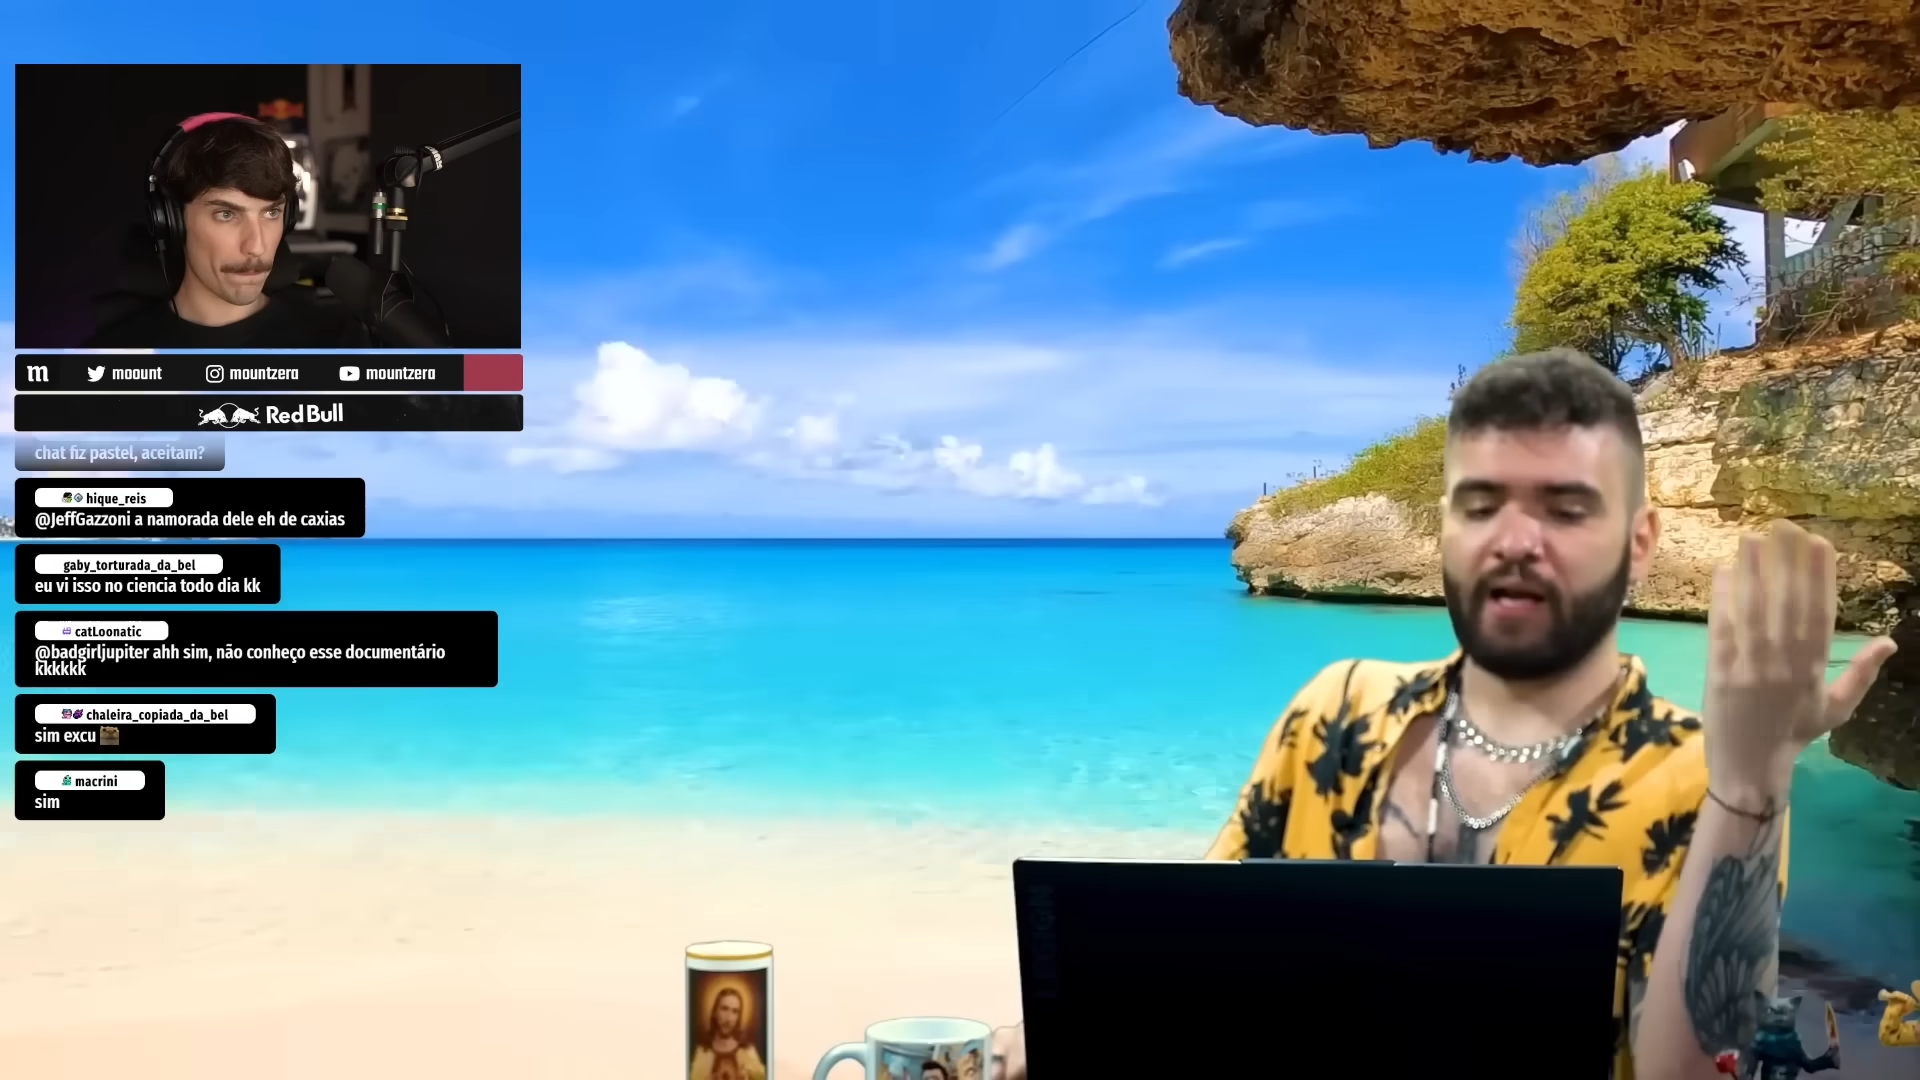 m moount mountzera mountzera
Red Bull
chat fiz pastel, aceitam?
hique_reis
@JeffGazzoni a namorada dele eh de caxias
gaby_torturada_da_bel
eu vi isso no ciencia todo dia kk
catLoonatic
@badgirljupiter ahh sim, não conheço esse documentário
kkkkkk
chaleira_copiada_da_bel
sim excu
macrini
sim
LEGION